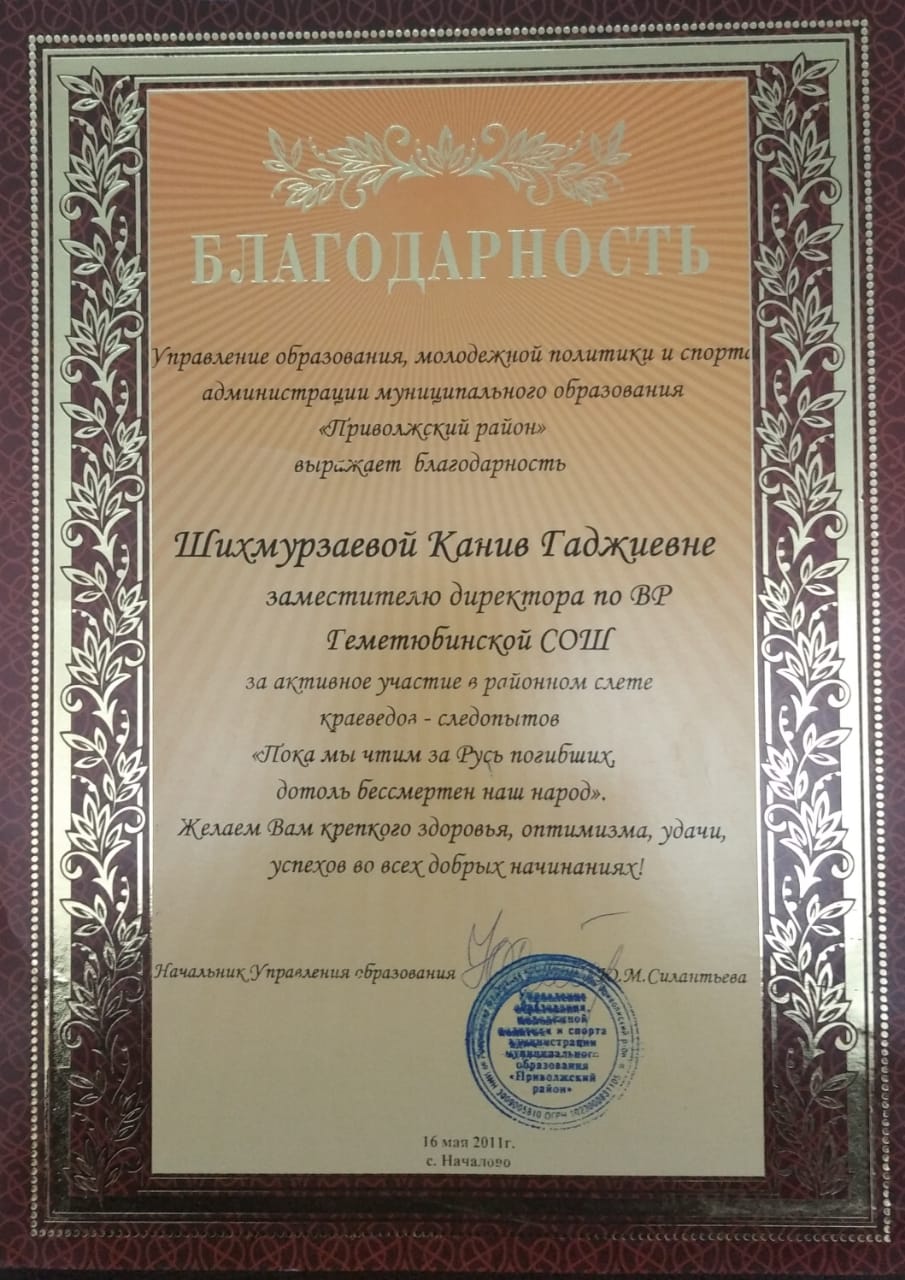 БЛАГОДАРНОСТЬ
Управление образования, молодежной политики и спорта
администрации муниципального образования
«Приволжский район»
выражает благодарность
Шихмурзаевой Канив Гаджиевне
заместителю директора по ВР
Геметюбинской СОШ
за активное участие в районном слете
краеведов - следопытов
«Пока мы чтим за Русь погибших,
дотоль бессмертен наш народ».
Желаем Вам крепкого здоровья, оптимизма, удачи,
успехов во всех добрых начинаниях!
Начальник Управления образования Ю.М.Силантьева
Управление
образования,
молодежной
политики и спорта
администрации
муниципального
образования
«Приволжский
район»
16 мая 2011г.
с. Началово